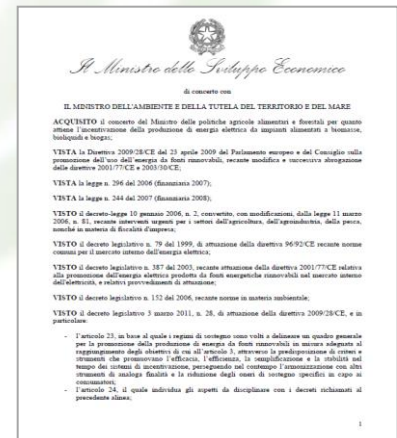 Il Ministro dello Sviluppo Economico
di concerto con
IL MINISTRO DELL'AMBIENTE E DELLA TUTELA DEL TERRITORIO E DEL MARE
ACQUISITO il concerto del Ministro delle politiche agricole alimentari e forestali per quanto
attiene l'incentivazione della produzione di energia elettrica da impianti alimentati a biomasse,
bioliquidi e biogas;
VISTA la Direttiva 2009/28/CE del 23 aprile 2009 del Parlamento europeo e del Consiglio sulla
promozione dell'uso dell'energia da fonti rinnovabili, recante modifica e successiva abrogazione
delle direttive 2001/77/CE e 2003/30/CE;
VISTA la legge n. 296 del 2006 (finanziaria 2007);
VISTA la legge n. 244 del 2007 (finanziaria 2008);
VISTO il decreto-legge 10 gennaio 2006, n. 2, convertito, con modificazioni, dalla legge 11 marzo
2006, n. 81, recante interventi urgenti per i settori dell'agricoltura, dell'agroindustria, della pesca,
nonché in materia di fiscalità d'impresa;
VISTO il decreto legislativo n. 79 del 1999, di attuazione della direttiva 96/92/CE recante norme
comuni per il mercato interno dell'energia elettrica;
VISTO il decreto legislativo n. 387 del 2003, recante attuazione della direttiva 2001/77/CE relativa
alla promozione dell'energia elettrica prodotta da fonti energetiche rinnovabili nel mercato interno
dell'elettricità, e relativi provvedimenti di attuazione;
VISTO il decreto legislativo n. 152 del 2006, recante norme in materia ambientale;
VISTO il decreto legislativo 3 marzo 2011, n. 28, di attuazione della direttiva 2009/28/CE, e in
particolare:
- l'articolo 23, in base al quale i regimi di sostegno sono volti a delineare un quadro generale
per la promozione della produzione di energia da fonti rinnovabili in misura adeguata al
raggiungimento degli obiettivi di cui all'articolo 3, attraverso la predisposizione di criteri e
strumenti che promuovano l'efficacia, l'efficienza, la semplificazione e la stabilità nel
tempo dei sistemi di incentivazione, perseguendo nel contempo l'armonizzazione con altri
strumenti di analoga finalità e la riduzione degli oneri di sostegno specifici in capo ai
consumatori;
- l'articolo 24, il quale individua gli aspetti da disciplinare con i decreti richiamati al
precedente alinea;
1